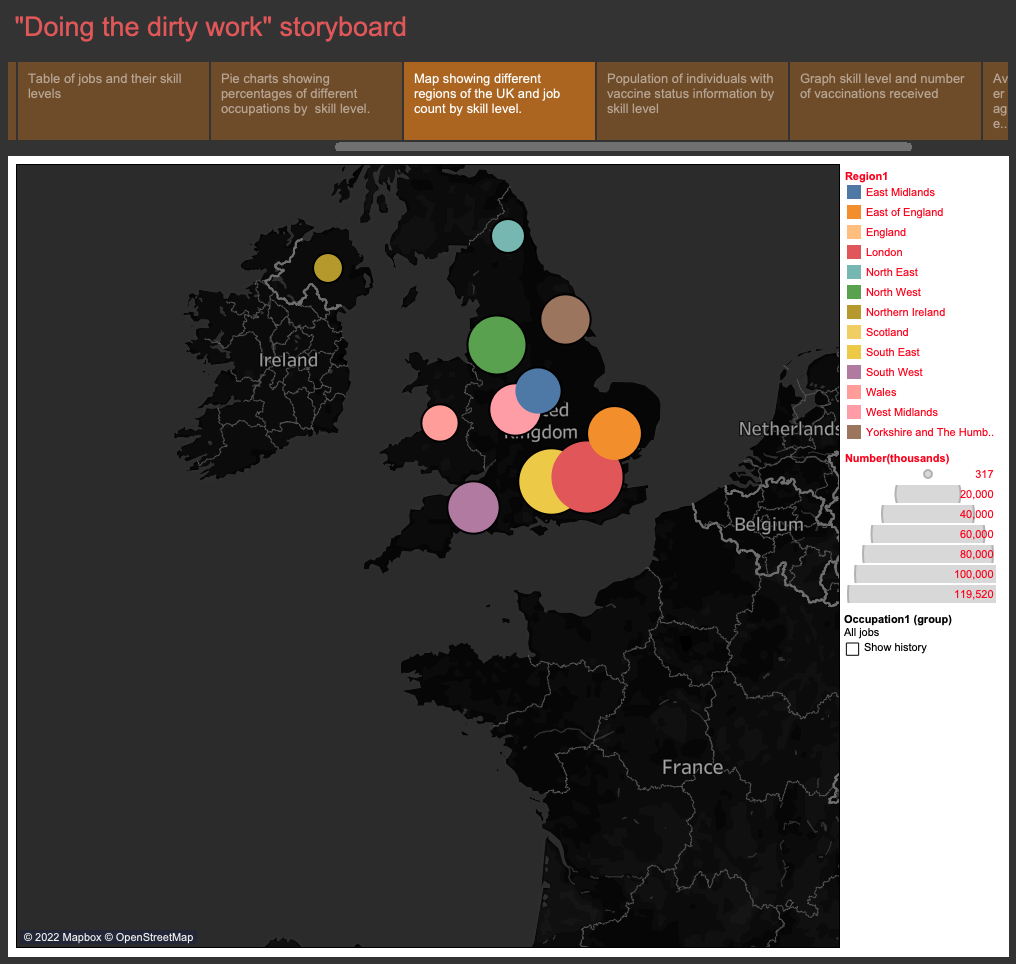 "Doing the dirty work" storyboard
Table of jobs and their skill
levels
Pie charts showing
percentages of different
occupations by  skill level.
Map showing different
regions of the UK and job
count by skill level.
Population of individuals with
vaccine status information by
skill level
Graph skill level and number
of vaccinations received
Av
er
ag
e..
Ireland
ed
Kingdom
Netherlands
Belgium
France
© 2022 Mapbox © OpenStreetMap
Region1
East Midlands
East of England
England
London
North East
North West
Northern Ireland
Scotland
South East
South West
Wales
West Midlands
Yorkshire and The Humb..
Number(thousands)
317
20,000
40,000
60,000
80,000
100,000
119,520
Occupation1 (group)
All jobs
Show history